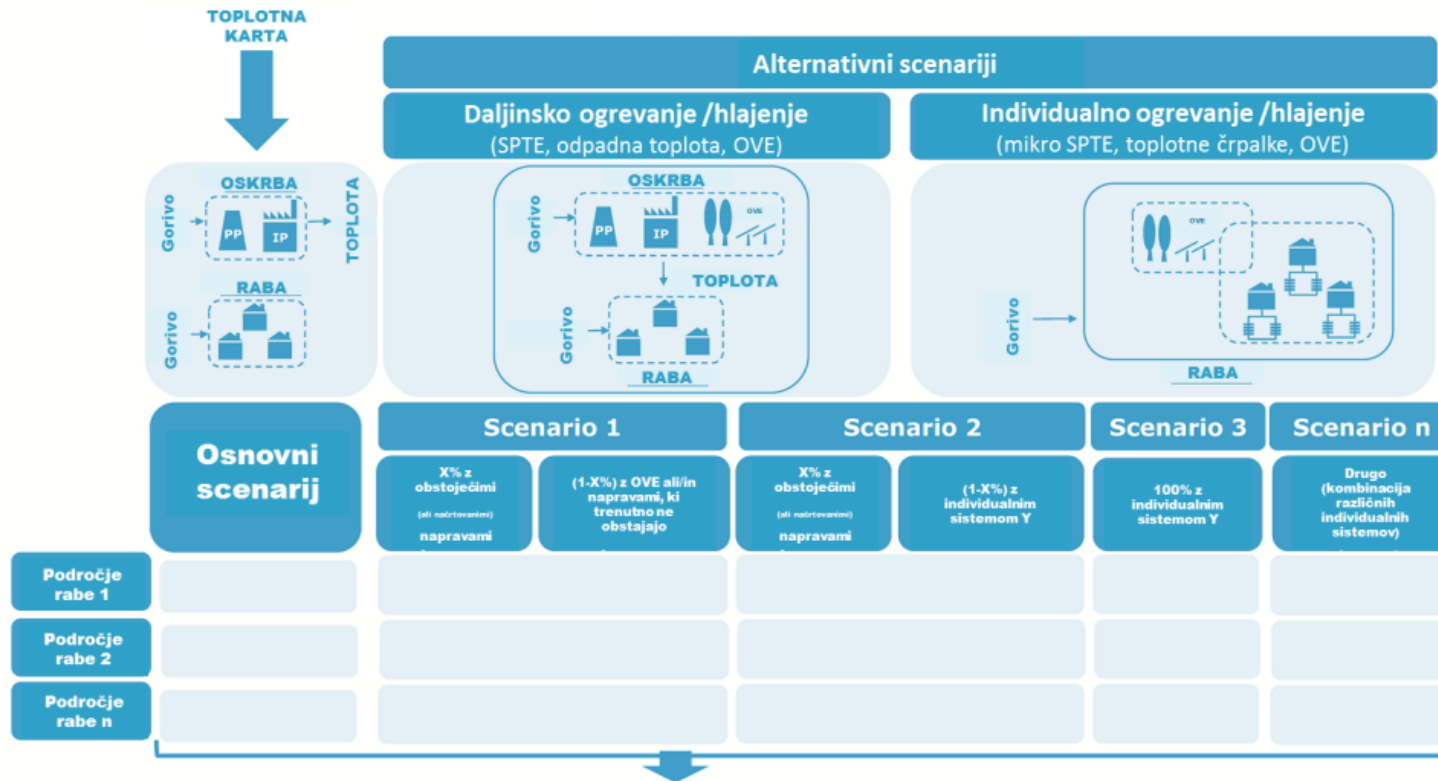 TOPLOTNA
KARTA
Alternativni scenariji
Daljinsko ogrevanje /hlajenje
(SPTE, odpadna toplota, OVE)
Individualno ogrevanje /hlajenje
(mikro SPTE, toplotne črpalke, OVE)
OSKRBA
Gorivo
PP
IP
TOPLOTA
RABA
Gorivo
OSKRBA
Gorivo
PP
IP
OVE
TOPLOTA
Gorivo
RABA
OVE
Gorivo
RABA
Osnovni
scenarij
Scenario 1
Scenario 2
Scenario 3
Scenario n
X% z
obstoječimi
(ali načrtovanimi)
napravami
(1-X%) z OVE ali/in
napravami, ki
trenutno ne
obstajajo
X% z
obstoječimi
(ali načrtovanimi)
napravami
(1-X%) z
individualnim
sistemom Y
100% z
individualnim
sistemom Y
Drugo
(kombinacija
različnih
individualnih
sistemov)
Področje
rabe 1
Področje
rabe 2
Področje
rabe n